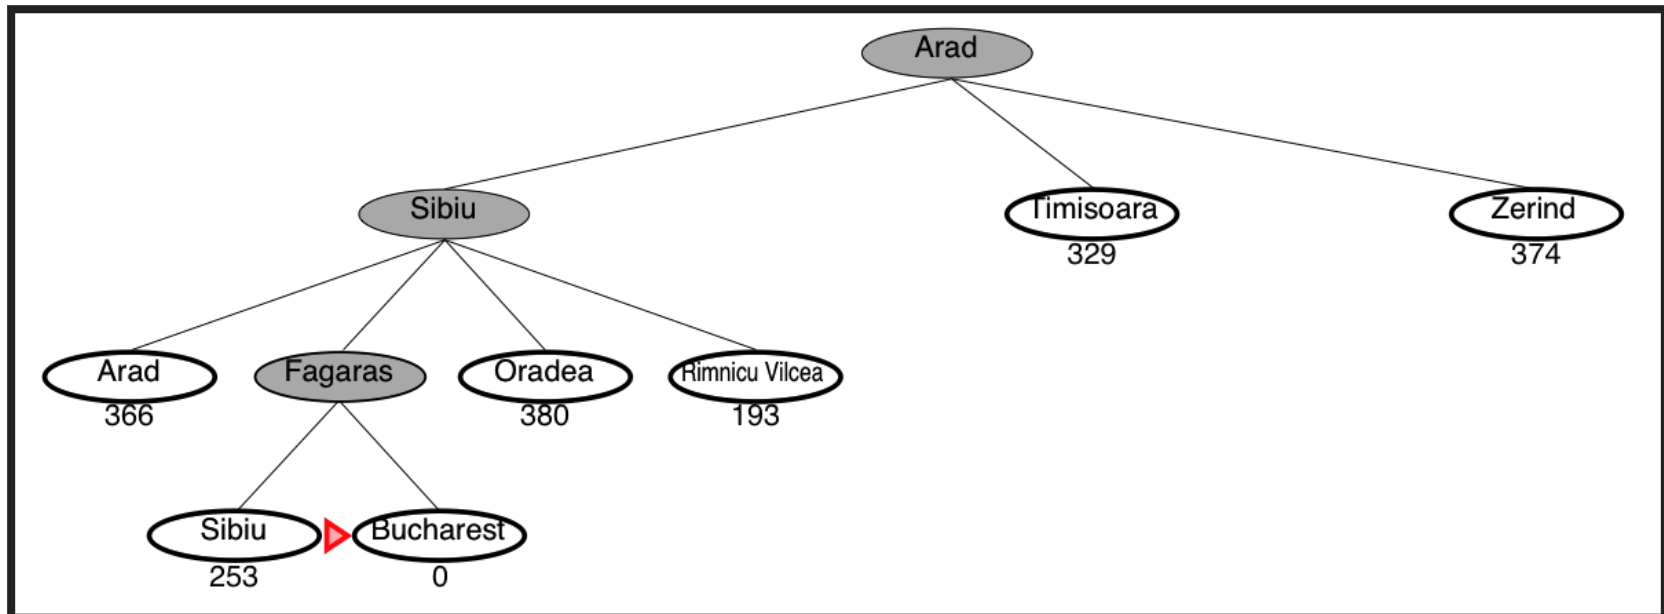 Arad
Sibiu
Timisoara
Zerind
329
374
Arad
Fagaras
Oradea
Rimnicu Vilcea
366
380
193
Sibiu
Bucharest
253
0